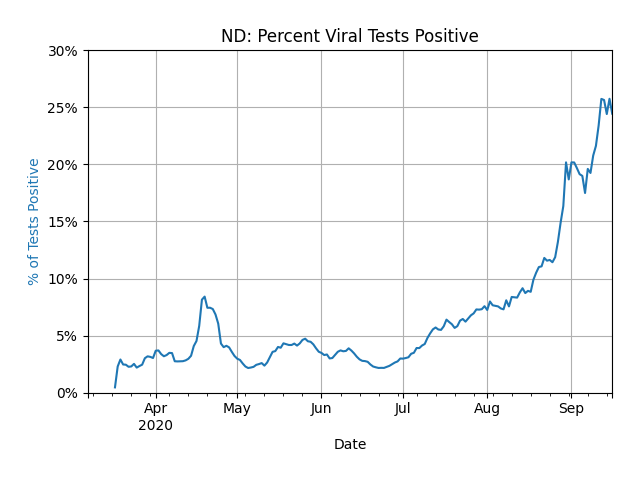 ND: Percent Viral Tests Positive
30%
25%
20%
15%
10%
5%
0%
% of Tests Positive
Apr
2020
May
Jun
Jul
Aug
Sep
Date